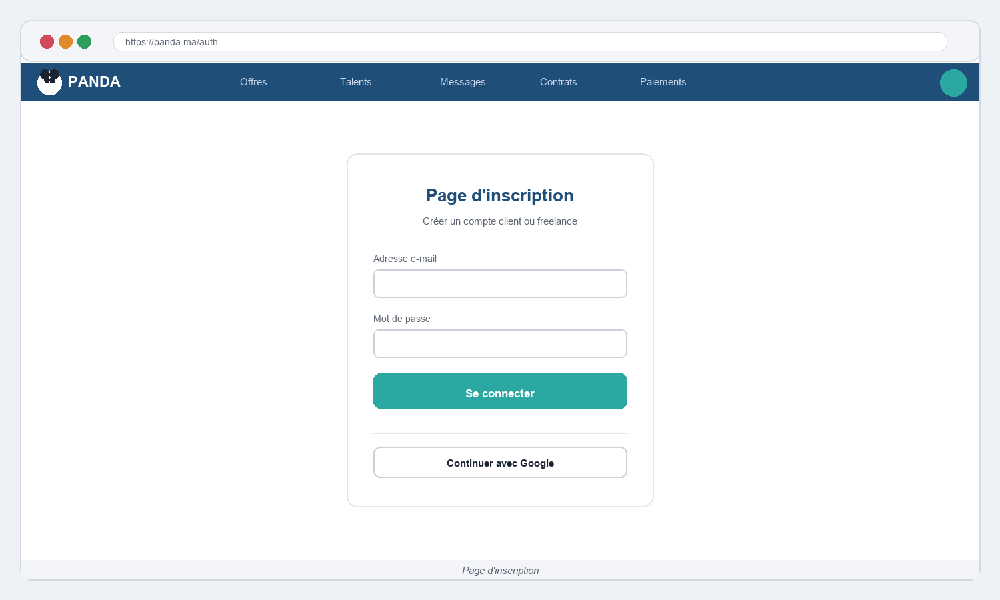 https://panda.ma/auth
PANDA Offres Talents Messages Contrats Paiements
Page d'inscription
Créer un compte client ou freelance
Adresse e-mail
Mot de passe
Se connecter
Continuer avec Google
Page d'inscription